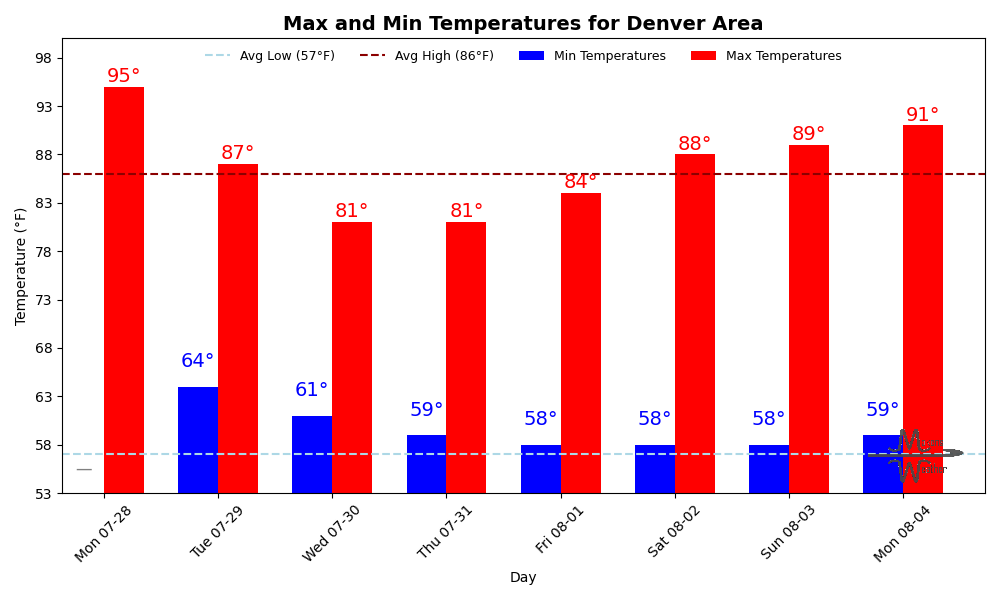 Max and Min Temperatures for Denver Area
Avg Low (57°F) Avg High (86°F) Min Temperatures Max Temperatures
98
93
88
83
78
73
68
63
58
53
Temperature (°F)
95°
87°
81°
81°
84°
88°
89°
91°
64°
61°
59°
58°
58°
58°
59°
Mon 07-28
Tue 07-29
Wed 07-30
Thu 07-31
Fri 08-01
Sat 08-02
Sun 08-03
Mon 08-04
Day